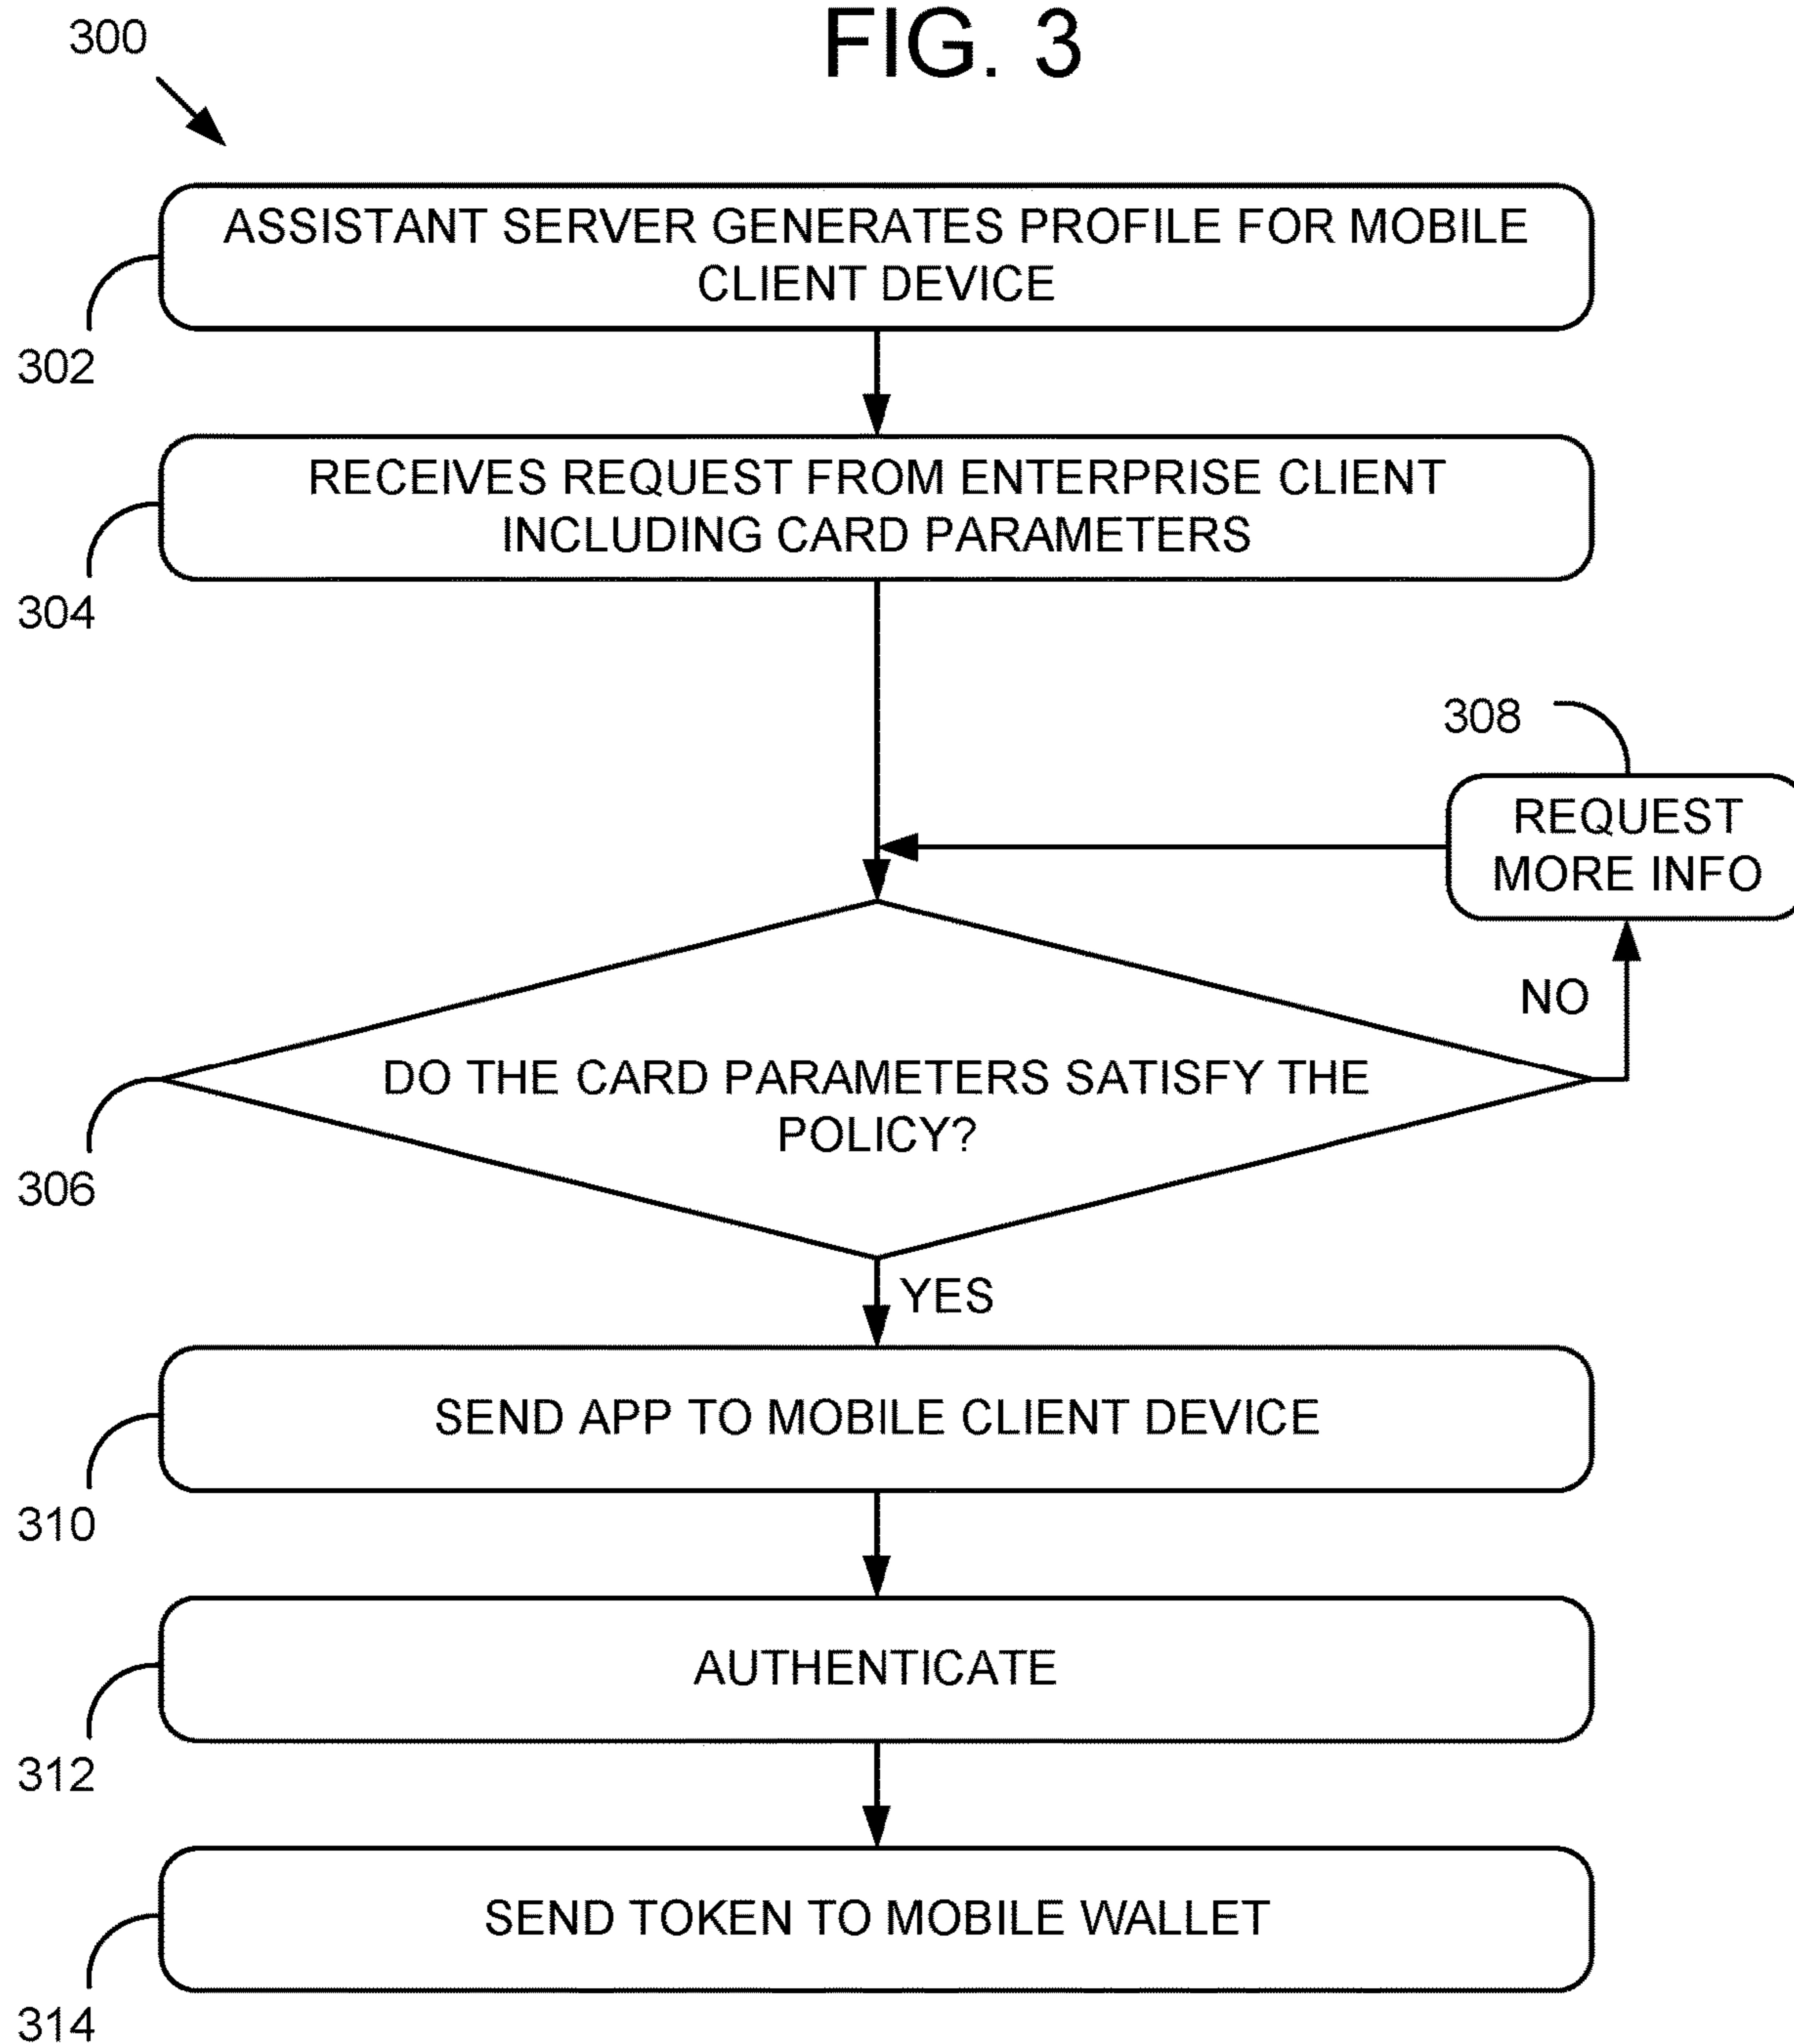 FIG. 3
300
ASSISTANT SERVER GENERATES PROFILE FOR MOBILE
CLIENT DEVICE
302
RECEIVES REQUEST FROM ENTERPRISE CLIENT
INCLUDING CARD PARAMETERS
304
308
REQUEST
MORE INFO
NO
DO THE CARD PARAMETERS SATISFY THE
POLICY?
306
YES
SEND APP TO MOBILE CLIENT DEVICE
310
AUTHENTICATE
312
SEND TOKEN TO MOBILE WALLET
314